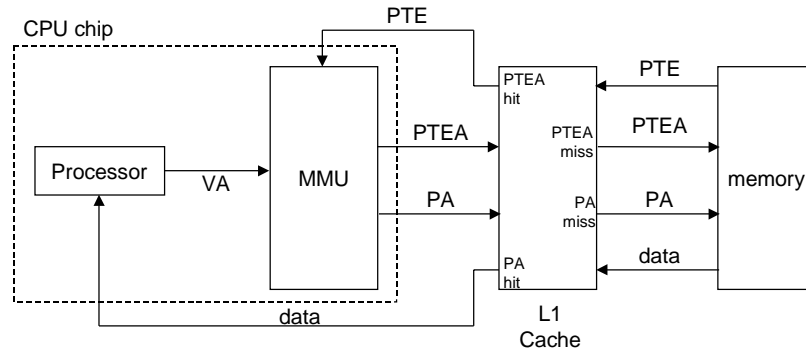 PTE
CPU chip
PTEA
hit
PTE
PTEA
PTEA
miss
PTEA
Processor
VA
MMU
memory
PA
PA
miss
PA
PA
hit
data
data
L1
Cache